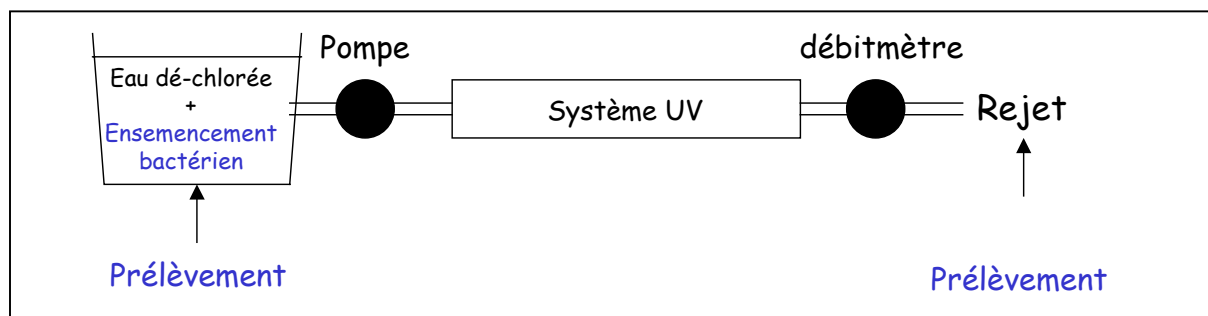 Pompe
débitmètre
Eau dé-chlorée
+
Ensemencement
bactérien
Système UV
Rejet
Prélèvement
Prélèvement